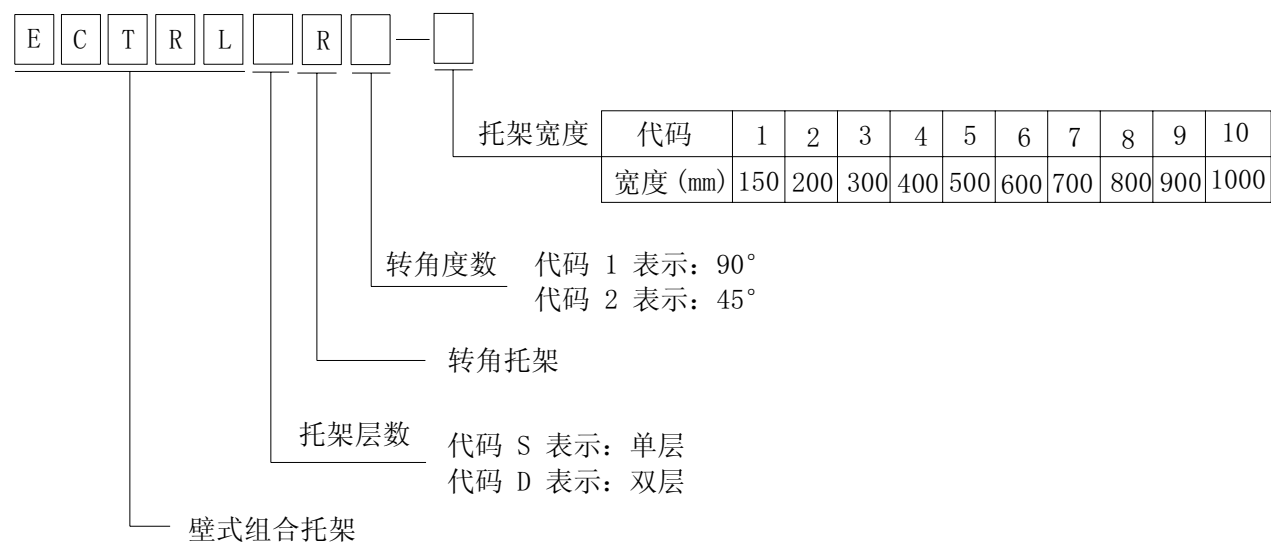 E C T R L R —
托架宽度 代码 1 2 3 4 5 6 7 8 9 10
宽度(mm) 150 200 300 400 500 600 700 800 900 1000
转角度数 代码 1 表示: 90°
代码 2 表示: 45°
转角托架
托架层数 代码 S 表示: 单层
代码 D 表示: 双层
壁式组合托架